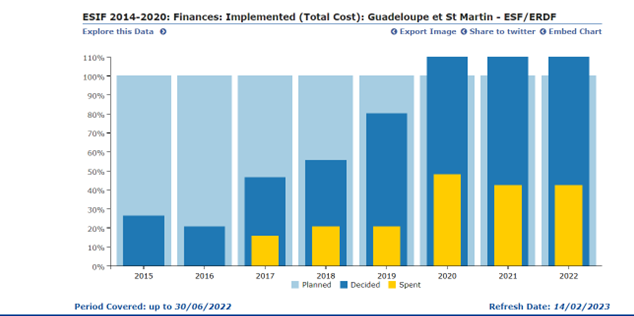 ESIF 2014-2020: Finances: Implemented (Total Cost): Guadeloupe et St Martin - ESF/ERDF
Explore this Data Export Image Share to twitter Embed Chart
110%
100%
90%
80%
70%
60%
50%
40%
30%
20%
10%
0%
2015 2016 2017 2018 2019 2020 2021 2022
Planned Decided Spent
Period Covered: up to 30/06/2022 Refresh Date: 14/02/2023